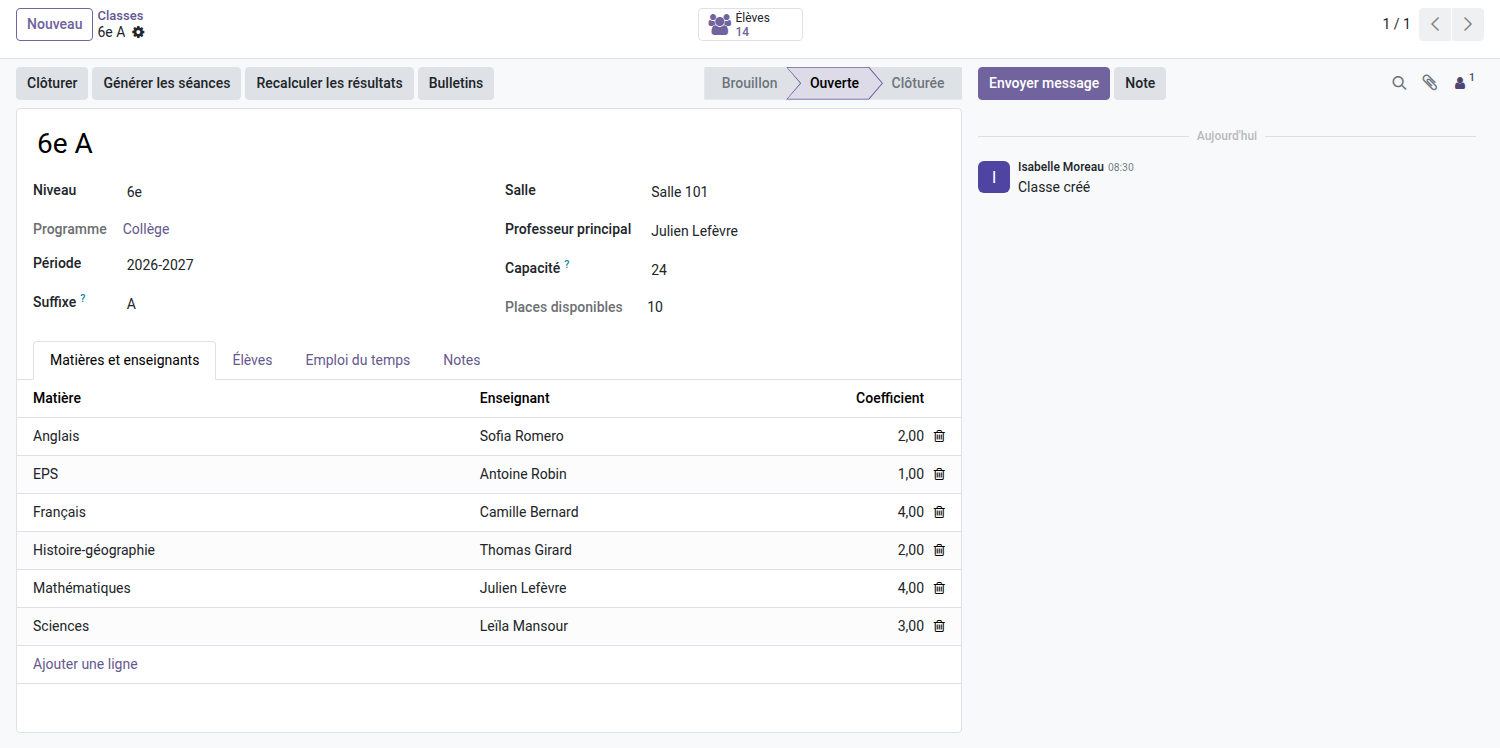 Nouveau
Classes
6e A
Élèves
14
1 / 1
Clôturer
Générer les séances
Recalculer les résultats
Bulletins
Brouillon
Ouverte
Clôturée
Envoyer message
Note
1
6e A
Niveau 6e
Programme Collège
Période 2026-2027
Suffixe ? A
Salle Salle 101
Professeur principal Julien Lefèvre
Capacité ? 24
Places disponibles 10
Aujourd'hui
I
Isabelle Moreau 08:30
Classe créé
Matières et enseignants
Élèves
Emploi du temps
Notes
Matière Enseignant Coefficient
Anglais Sofia Romero 2,00
EPS Antoine Robin 1,00
Français Camille Bernard 4,00
Histoire-géographie Thomas Girard 2,00
Mathématiques Julien Lefèvre 4,00
Sciences Leïla Mansour 3,00
Ajouter une ligne